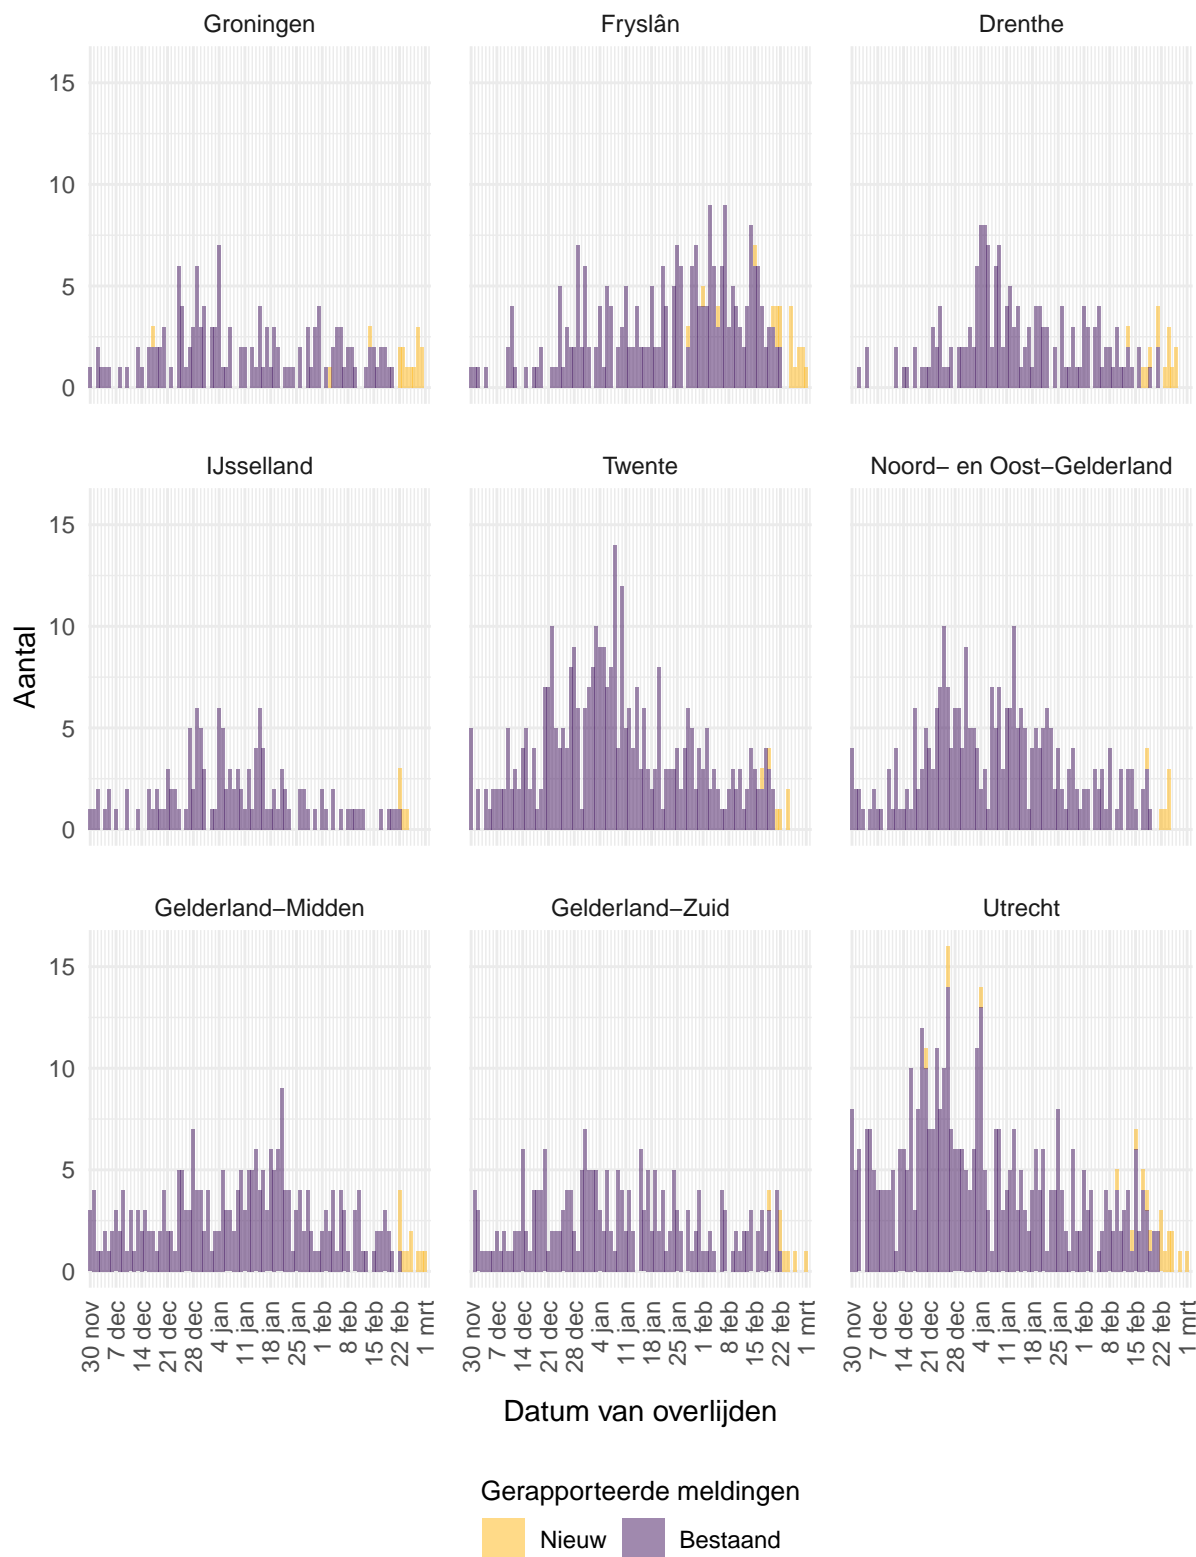 Groningen Fryslân Drenthe
15
10
5
0
IJsselland Twente Noord− en Oost−Gelderland
15
10
5
0
Aantal
Gelderland−Midden Gelderland−Zuid Utrecht
15
10
5
0
30 nov 7 dec 14 dec 21 dec 28 dec 4 jan 11 jan 18 jan 25 jan 1 feb 8 feb 15 feb 22 feb 1 mrt
30 nov 7 dec 14 dec 21 dec 28 dec 4 jan 11 jan 18 jan 25 jan 1 feb 8 feb 15 feb 22 feb 1 mrt
30 nov 7 dec 14 dec 21 dec 28 dec 4 jan 11 jan 18 jan 25 jan 1 feb 8 feb 15 feb 22 feb 1 mrt
Datum van overlijden
Gerapporteerde meldingen
Nieuw Bestaand